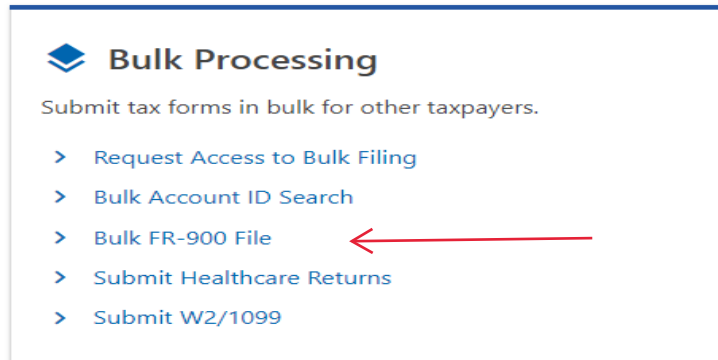 Bulk Processing
Submit tax forms in bulk for other taxpayers.
Request Access to Bulk Filing
Bulk Account ID Search
Bulk FR-900 File
Submit Healthcare Returns
Submit W2/1099